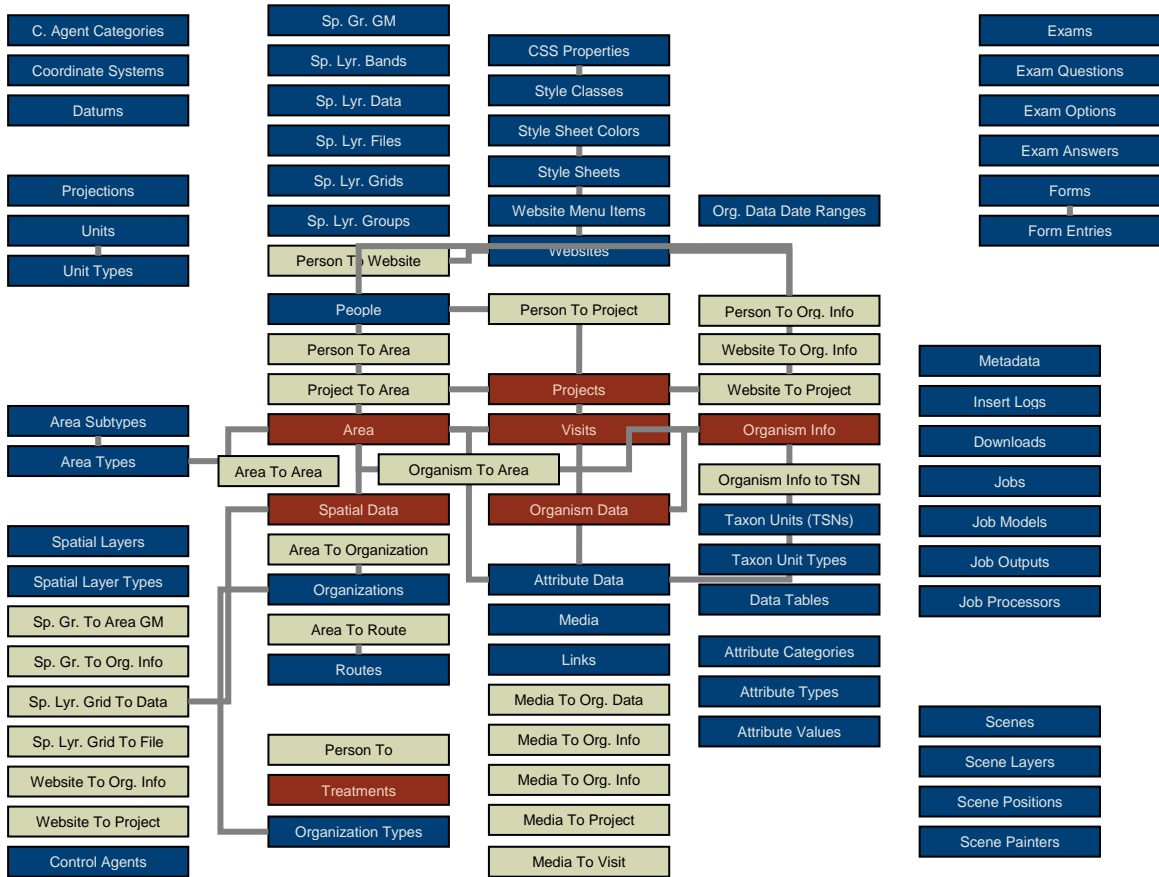 C. Agent Categories
Coordinate Systems
Datums
Projections
Units
Unit Types
Area Subtypes
Area Types
Spatial Layers
Spatial Layer Types
Sp. Gr. To Area GM
Sp. Gr. To Org. Info
Sp. Lyr. Grid To Data
Sp. Lyr. Grid To File
Website To Org. Info
Website To Project
Control Agents
Sp. Gr. GM
Sp. Lyr. Bands
Sp. Lyr. Data
Sp. Lyr. Files
Sp. Lyr. Grids
Sp. Lyr. Groups
Person To Website
People
Person To Area
Project To Area
Area
Area To Area
Organism To Area
Spatial Data
Area To Organization
Organizations
Area To Route
Routes
Person To
Treatments
Organization Types
CSS Properties
Style Classes
Style Sheet Colors
Style Sheets
Website Menu Items
Websites
Person To Project
Projects
Visits
Organism Data
Attribute Data
Media
Links
Media To Org. Data
Media To Org. Info
Media To Org. Info
Media To Project
Media To Visit
Org. Data Date Ranges
Person To Org. Info
Website To Org. Info
Website To Project
Organism Info
Organism Info to TSN
Taxon Units (TSNs)
Taxon Unit Types
Data Tables
Attribute Categories
Attribute Types
Attribute Values
Exams
Exam Questions
Exam Options
Exam Answers
Forms
Form Entries
Metadata
Insert Logs
Downloads
Jobs
Job Models
Job Outputs
Job Processors
Scenes
Scene Layers
Scene Positions
Scene Painters